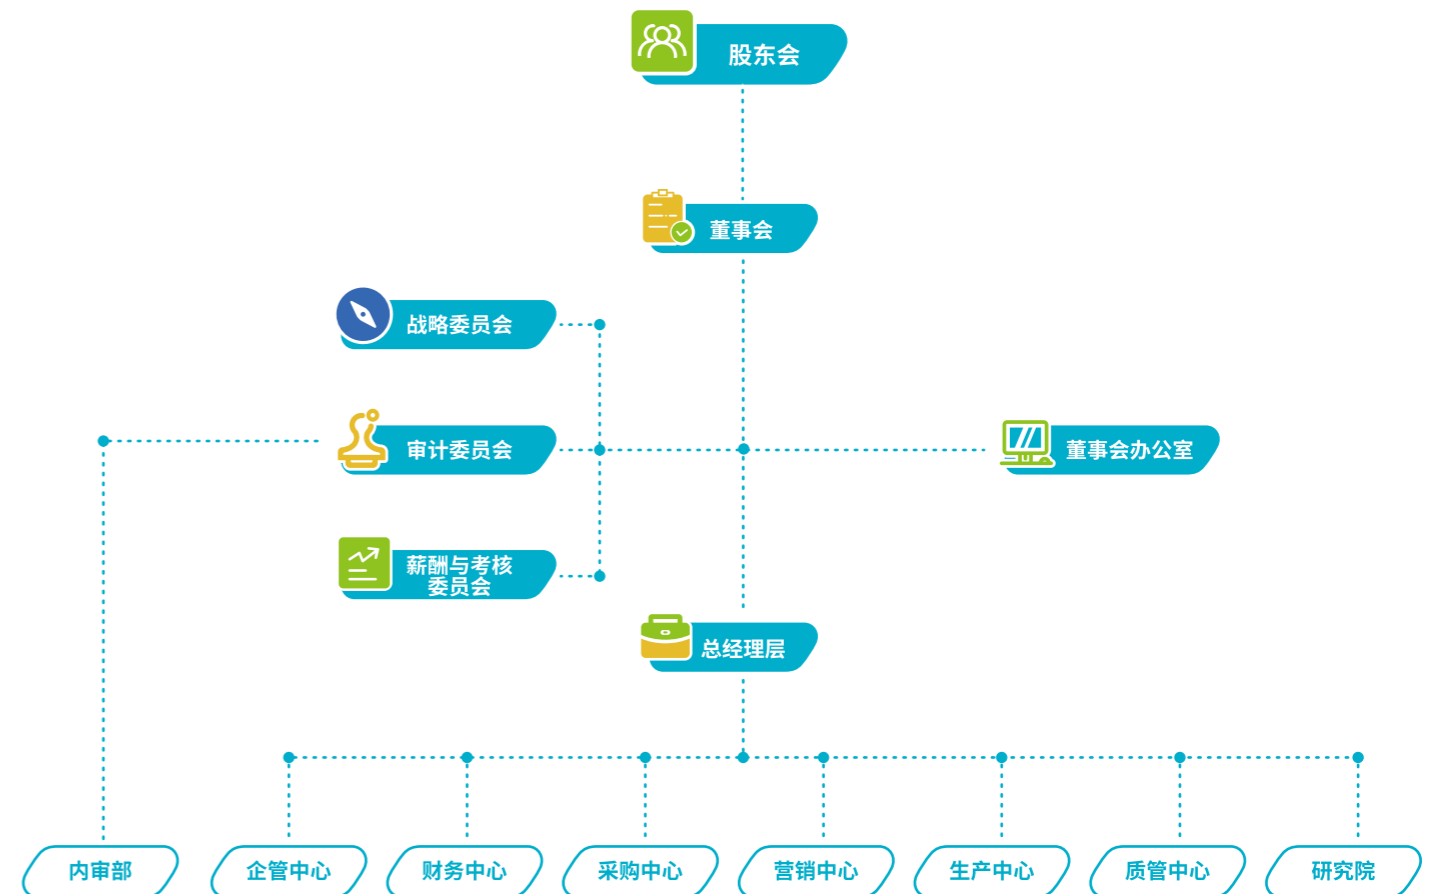 股东会
董事会
战略委员会
审计委员会
董事会办公室
薪酬与考核
委员会
总经理层
内审部
企管中心
财务中心
采购中心
营销中心
生产中心
质管中心
研究院